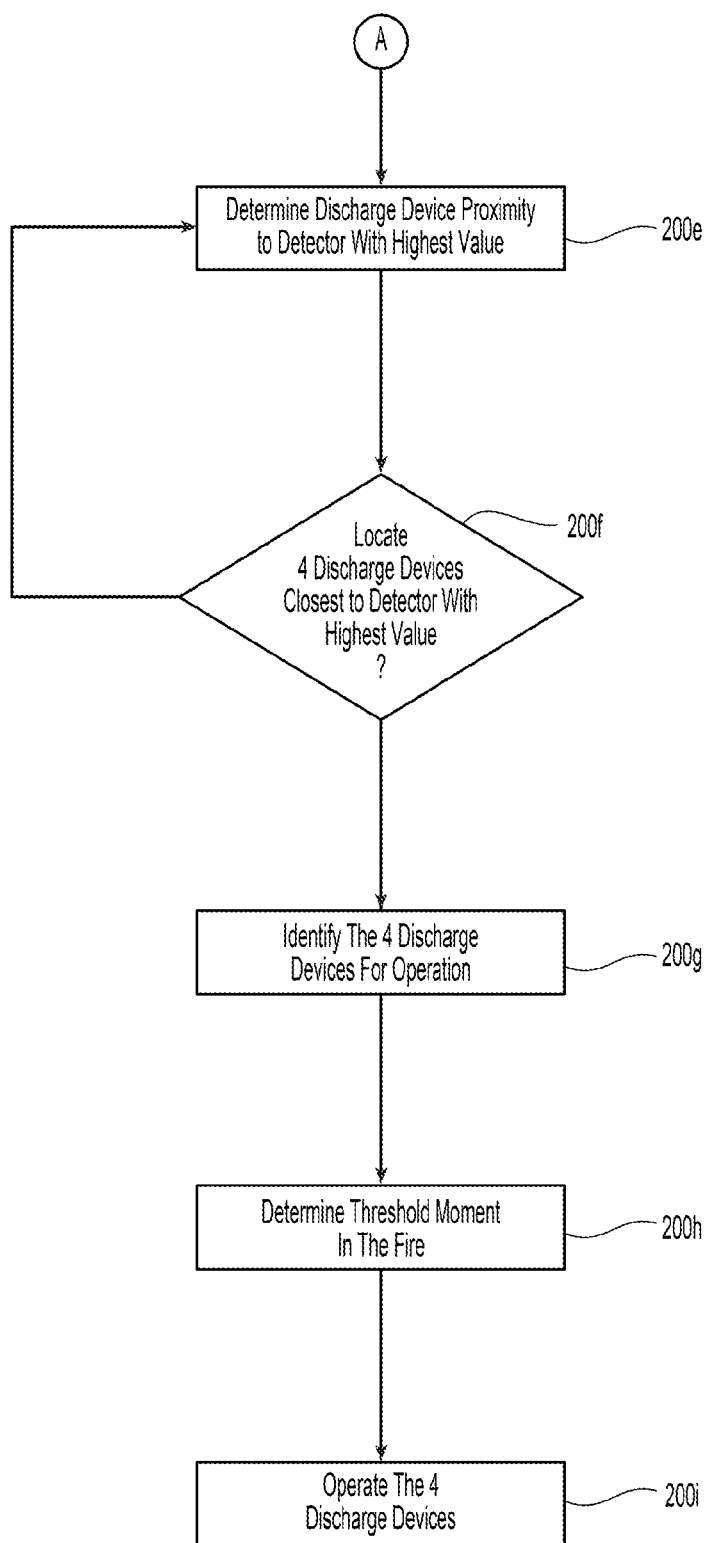 A
Determine Discharge Device Proximity
to Detector With Highest Value
200e
Locate
4 Discharge Devices
Closest to Detector With
Highest Value
?
200f
Identify The 4 Discharge
Devices For Operation
200g
Determine Threshold Moment
In The Fire
200h
Operate The 4
Discharge Devices
200i